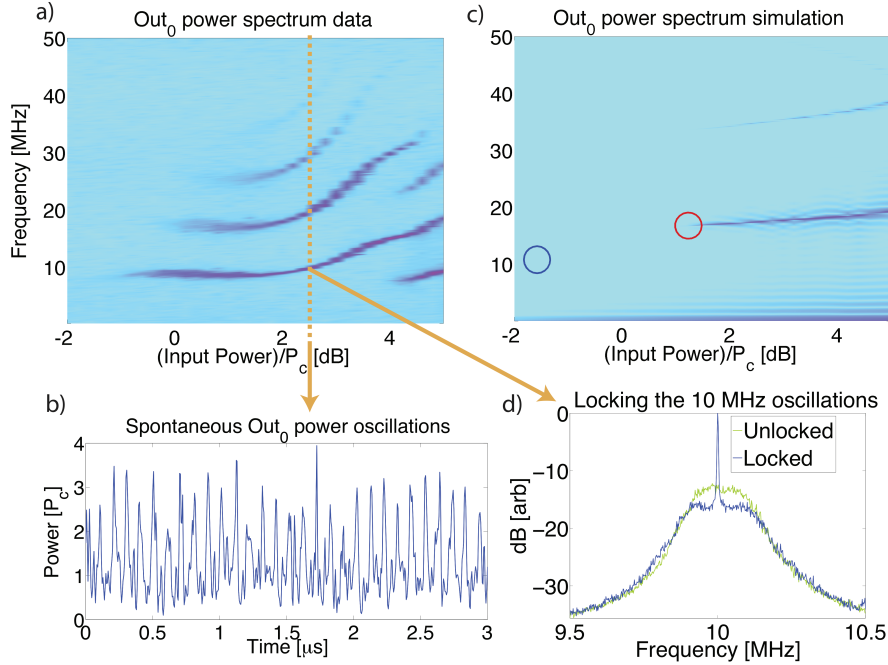 a)
Out0 power spectrum data
50
40
30
20
10
Frequency [MHz]
-2
0
2
4
(Input Power)/Pc [dB]
c)
Out0 power spectrum simulation
50
40
30
20
10
-2
0
2
4
(Input Power)/Pc [dB]
b)
Spontaneous Out0 power oscillations
4
3
2
1
0
Power [Pc]
0
0.5
1
1.5
2
2.5
3
Time [μs]
d)
Locking the 10 MHz oscillations
0
−10
−20
−30
dB [arb]
Unlocked
Locked
9.5
10
10.5
Frequency [MHz]